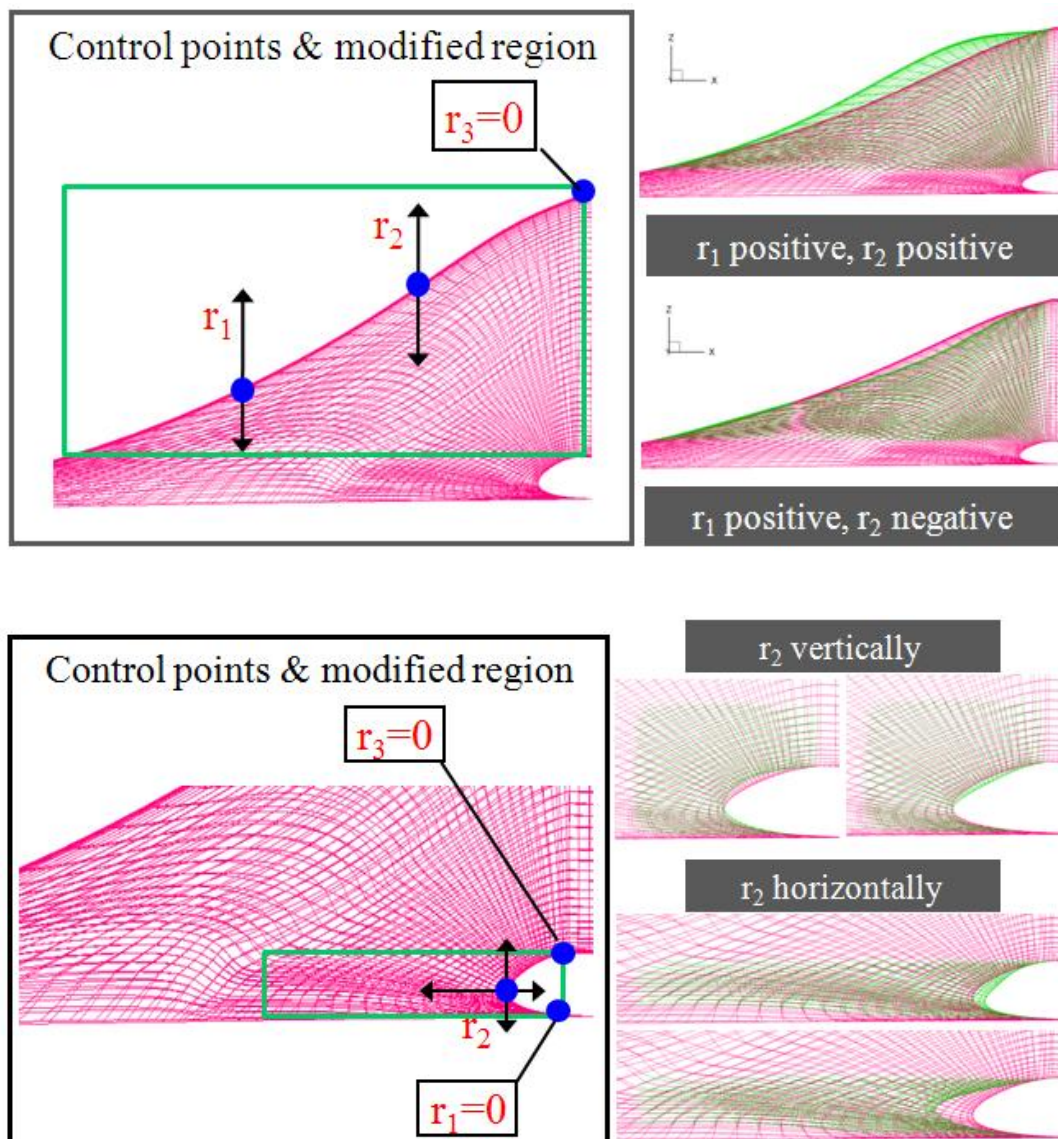 Control points & modified region
r₃=0
r₂
r₁
z
x
r₁ positive, r₂ positive
z
x
r₁ positive, r₂ negative
Control points & modified region
r₃=0
r₂
r₁=0
r₂ vertically
r₂ horizontally